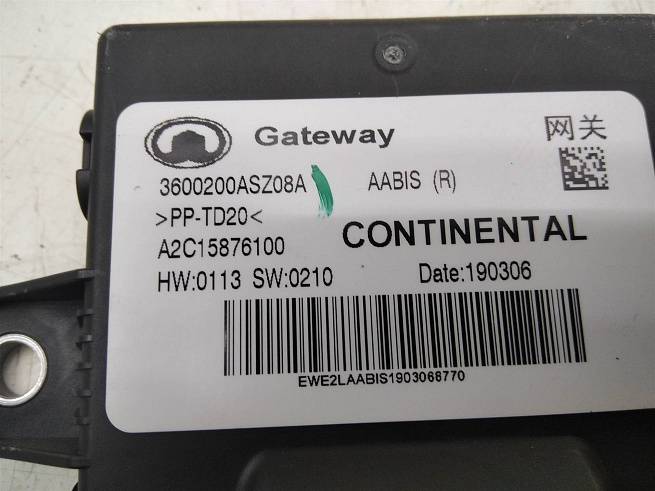 Gateway 网关
3600200ASZ08A AABIS (R)
>PP-TD20<
A2C15876100 CONTINENTAL
HW:0113 SW:0210 Date:190306
EWE2LAABIS1903068770